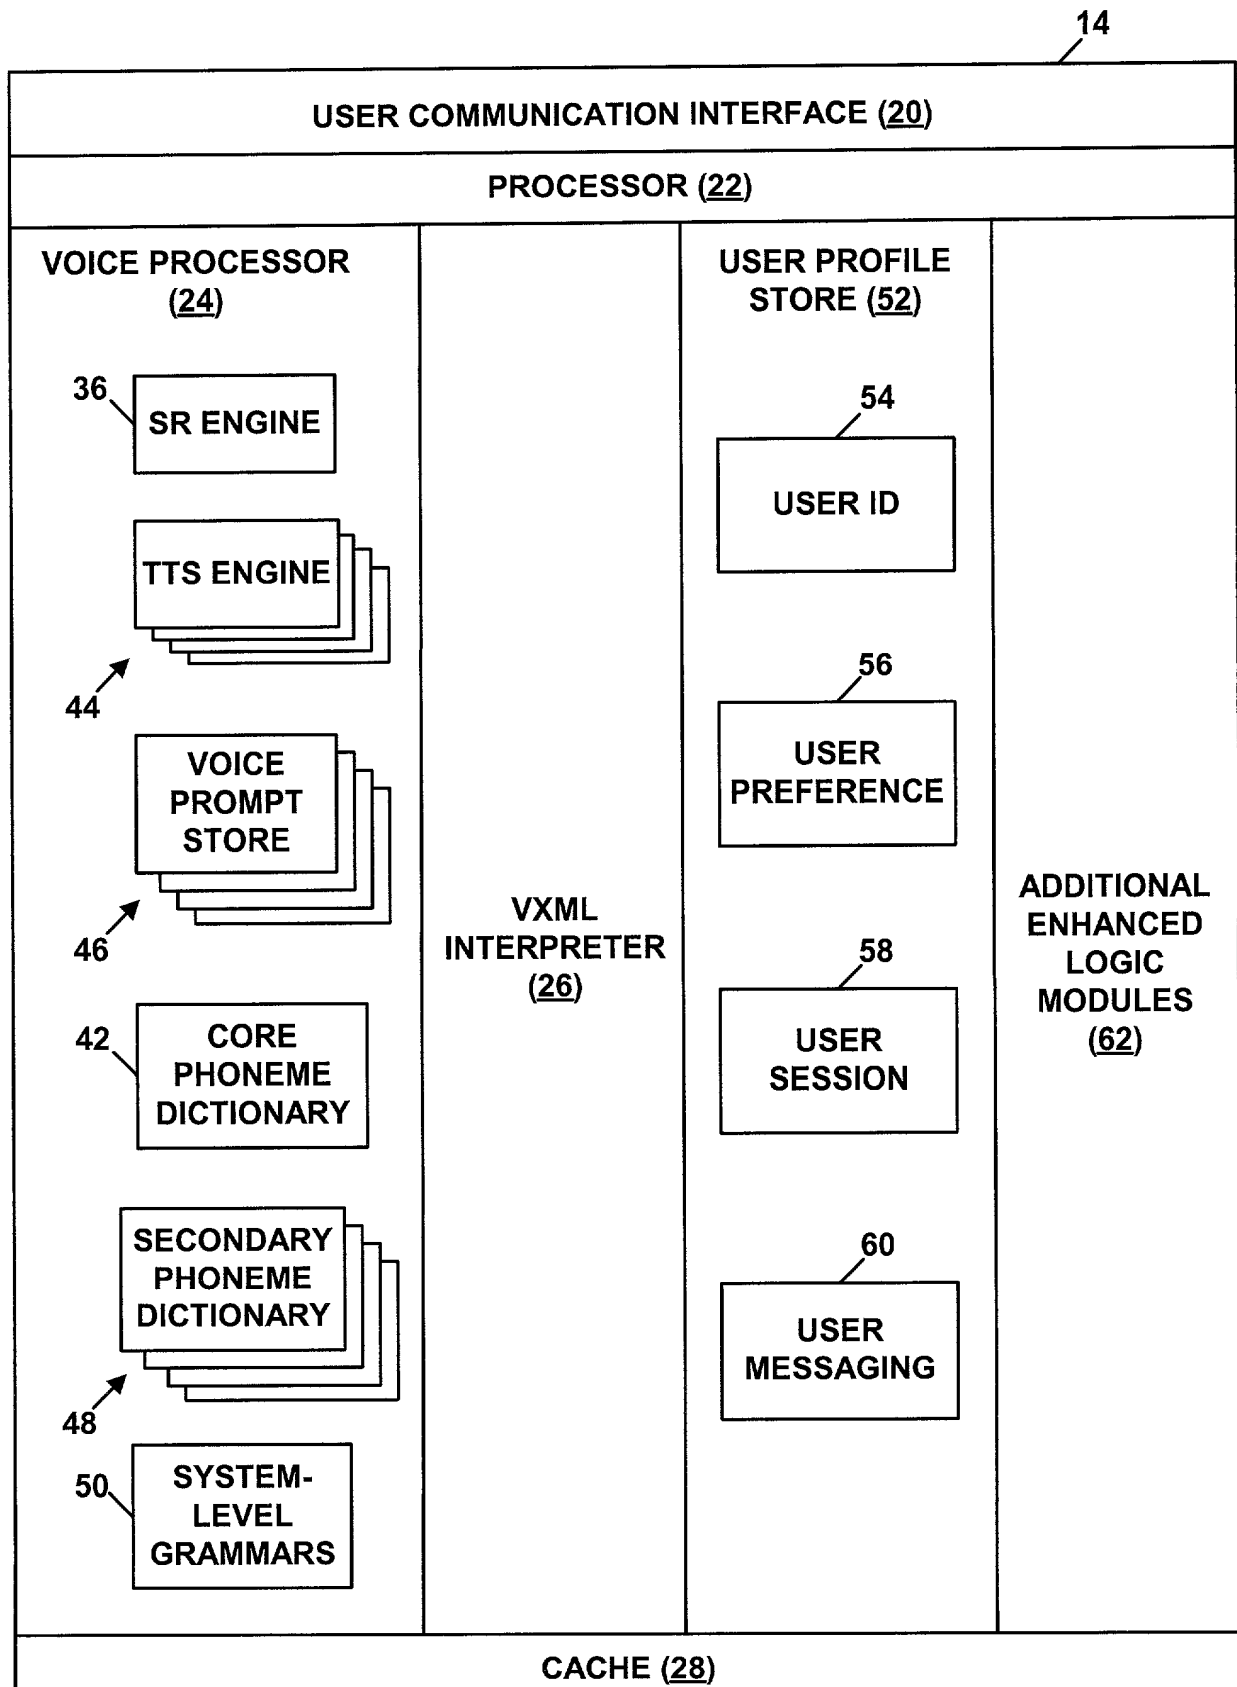 14
USER COMMUNICATION INTERFACE (20)
PROCESSOR (22)
VOICE PROCESSOR
(24)
36
SR ENGINE
TTS ENGINE
44
VOICE
PROMPT
STORE
46
42
CORE
PHONEME
DICTIONARY
SECONDARY
PHONEME
DICTIONARY
48
50
SYSTEM-
LEVEL
GRAMMARS
VXML
INTERPRETER
(26)
USER PROFILE
STORE (52)
54
USER ID
56
USER
PREFERENCE
58
USER
SESSION
60
USER
MESSAGING
ADDITIONAL
ENHANCED
LOGIC
MODULES
(62)
CACHE (28)